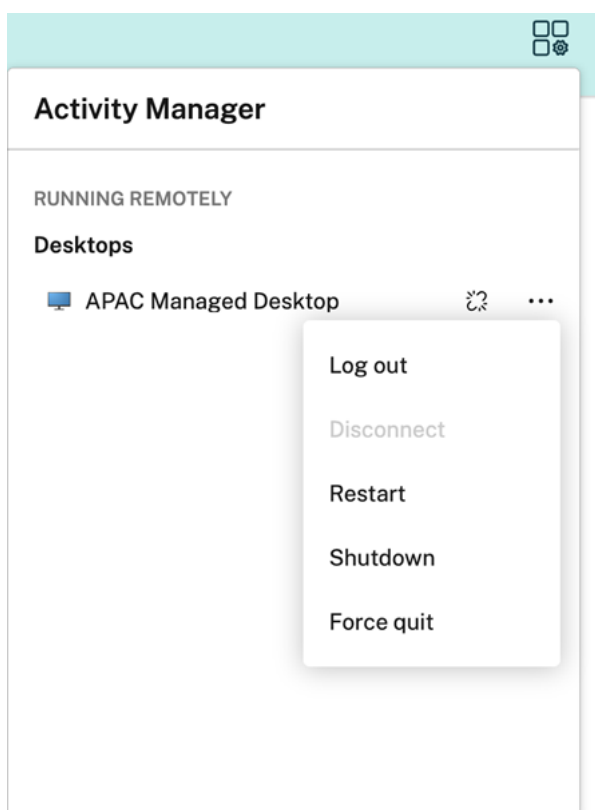 Activity Manager
RUNNING REMOTELY
Desktops
APAC Managed Desktop
Log out
Disconnect
Restart
Shutdown
Force quit